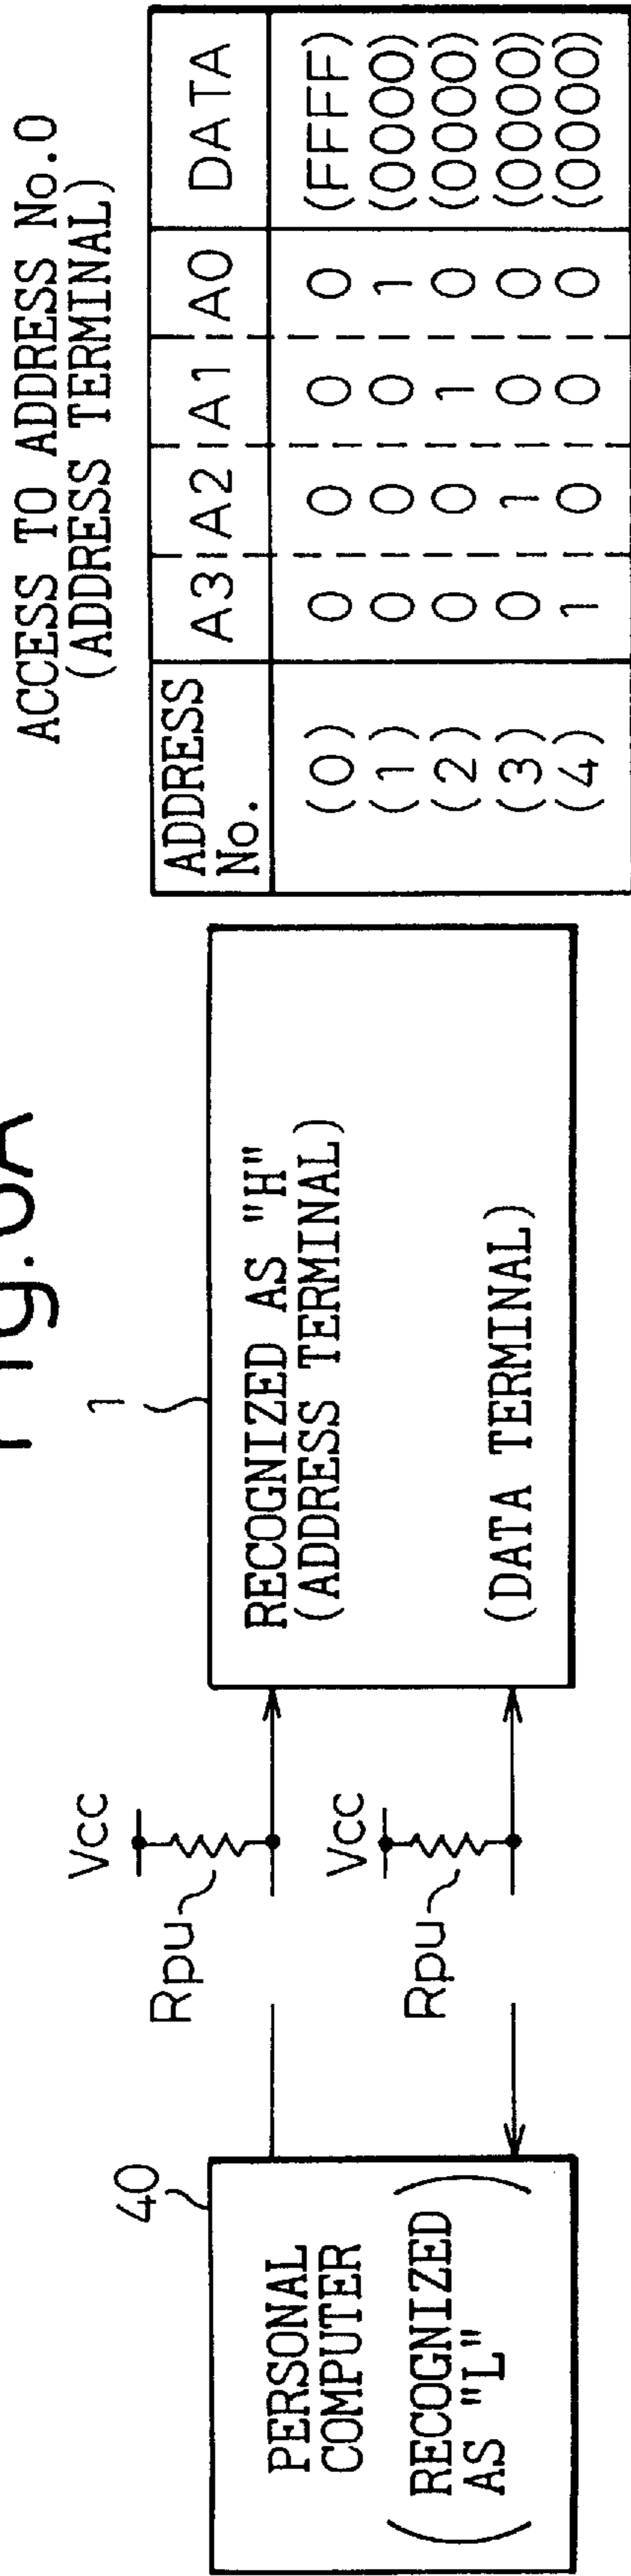 ACCESS TO ADDRESS No.0
(ADDRESS TERMINAL)
ADDRESS No. A3 A2 A1 A0 DATA
(0) 0 0 0 0 (FFFF)
(1) 0 0 0 1 (0000)
(2) 0 0 1 0 (0000)
(3) 0 1 0 0 (0000)
(4) 1 0 0 0 (0000)
1
RECOGNIZED AS "H"
(ADDRESS TERMINAL)
(DATA TERMINAL)
Vcc
Rpu
Vcc
Rpu
40
PERSONAL
COMPUTER
(RECOGNIZED
AS "L")